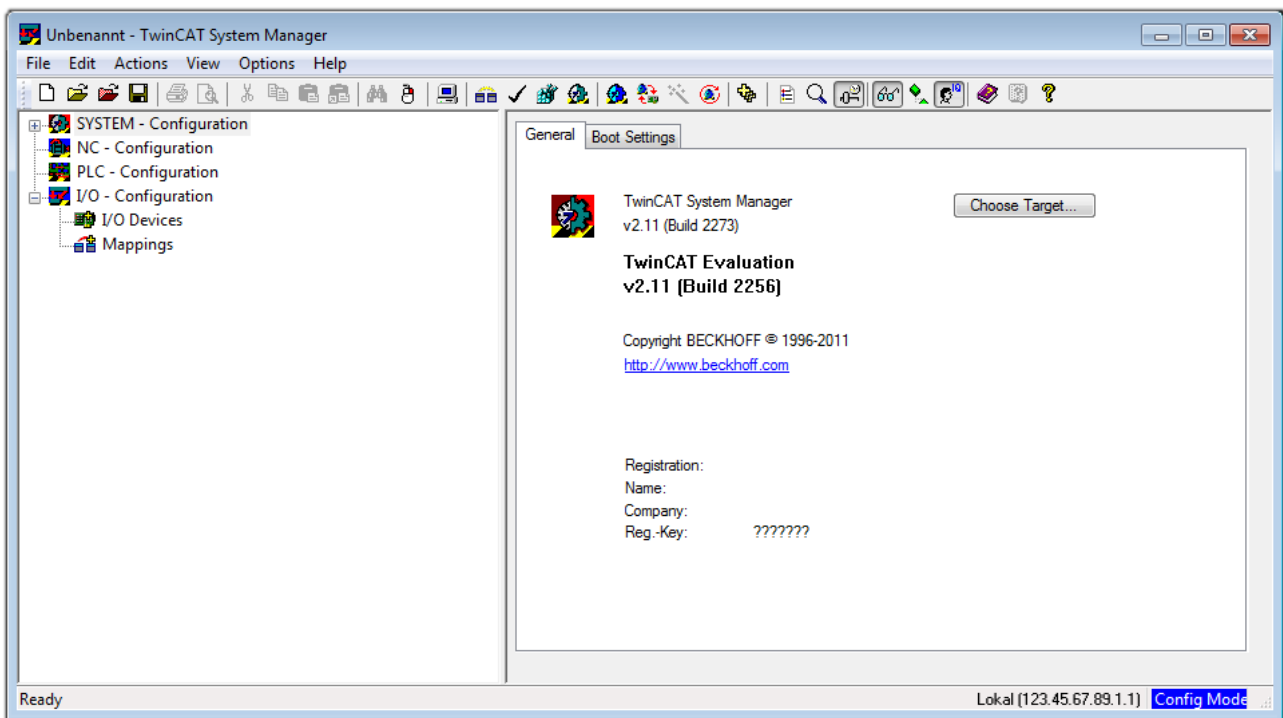 Unbenannt - TwinCAT System Manager
File Edit Actions View Options Help
SYSTEM - Configuration
NC - Configuration
PLC - Configuration
I/O - Configuration
I/O Devices
Mappings
General Boot Settings
TwinCAT System Manager
v2.11 (Build 2273)
Choose Target...
TwinCAT Evaluation
v2.11 (Build 2256)
Copyright BECKHOFF © 1996-2011
http://www.beckhoff.com
Registration:
Name:
Company:
Reg.-Key: ???????
Ready Lokal (123.45.67.89.1.1) Config Mode